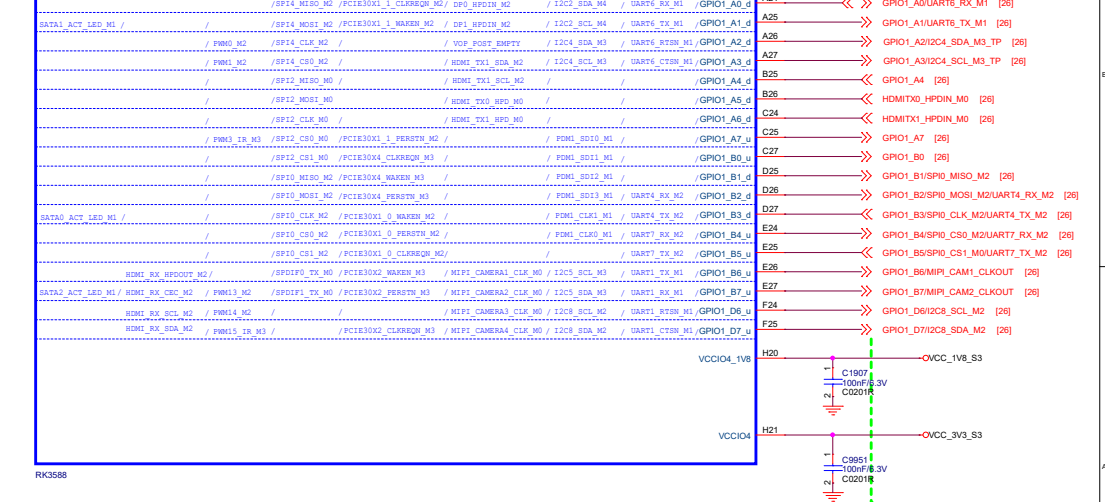 /SPI4_MISO_M2 /PCIE30X1_1_CLKREQN_M2/ DP0_HPDIN_M2 / I2C2_SDA_M4 / UART6_RX_M1 /GPIO1_A0_d GPIO1_A0/UART6_RX_M1 [26]
SATA1_ACT_LED_M1 / / /SPI4_MOSI_M2 /PCIE30X1_1_WAKEN_M2 / DP1_HPDIN_M2 / I2C2_SCL_M4 / UART6_TX_M1 /GPIO1_A1_d A25 GPIO1_A1/UART6_TX_M1 [26]
/ PWM0_M2 /SPI4_CLK_M2 / / VOP_POST_EMPTY / I2C4_SDA_M3 / UART6_RTSN_M1 /GPIO1_A2_d A26 GPIO1_A2/I2C4_SDA_M3_TP [26]
/ PWM1_M2 /SPI4_CS0_M2 / / HDMI_TX1_SDA_M2 / I2C4_SCL_M3 / UART6_CTSN_M1 /GPIO1_A3_d A27 GPIO1_A3/I2C4_SCL_M3_TP [26]
/ /SPI2_MISO_M0 / / HDMI_TX1_SCL_M2 / / /GPIO1_A4_d B25 GPIO1_A4 [26]
/ /SPI2_MOSI_M0 / / HDMI_TX0_HPD_M0 / / /GPIO1_A5_d B26 HDMITX0_HPDIN_M0 [26]
/ /SPI2_CLK_M0 / / HDMI_TX1_HPD_M0 / / /GPIO1_A6_d C24 HDMITX1_HPDIN_M0 [26]
/ PWM3_IR_M3 /SPI2_CS0_M0 /PCIE30X1_1_PERSTN_M2 / / PDM1_SDI0_M1 / /GPIO1_A7_u C25 GPIO1_A7 [26]
/ /SPI2_CS1_M0 /PCIE30X4_CLKREQN_M3 / / PDM1_SDI1_M1 / /GPIO1_B0_u C27 GPIO1_B0 [26]
/ /SPI0_MISO_M2 /PCIE30X4_WAKEN_M3 / / PDM1_SDI2_M1 / /GPIO1_B1_d D25 GPIO1_B1/SPI0_MISO_M2 [26]
/ /SPI0_MOSI_M2 /PCIE30X4_PERSTN_M3 / / PDM1_SDI3_M1 / UART4_RX_M2 /GPIO1_B2_d D26 GPIO1_B2/SPI0_MOSI_M2/UART4_RX_M2 [26]
SATA0_ACT_LED_M1 / / /SPI0_CLK_M2 /PCIE30X1_0_WAKEN_M2 / / PDM1_CLK1_M1 / UART4_TX_M2 /GPIO1_B3_d D27 GPIO1_B3/SPI0_CLK_M2/UART4_TX_M2 [26]
/ /SPI0_CS0_M2 /PCIE30X1_0_PERSTN_M2 / / PDM1_CLK0_M1 / UART7_RX_M2 /GPIO1_B4_u E24 GPIO1_B4/SPI0_CS0_M2/UART7_RX_M2 [26]
/ /SPI0_CS1_M2 /PCIE30X1_0_CLKREQN_M2/ / UART7_TX_M2 /GPIO1_B5_u E25 GPIO1_B5/SPI0_CS1_M0/UART7_TX_M2 [26]
HDMI_RX_HPDOUT_M2/ /SPDIF0_TX_M0 /PCIE30X2_WAKEN_M3 / MIPI_CAMERA1_CLK_M0 / I2C5_SCL_M3 / UART1_TX_M1 /GPIO1_B6_u E26 GPIO1_B6/MIPI_CAM1_CLKOUT [26]
SATA2_ACT_LED_M1/ HDMI_RX_CEC_M2 / PWM13_M2 /SPDIF1_TX_M0 /PCIE30X2_PERSTN_M3 / MIPI_CAMERA2_CLK_M0 / I2C5_SDA_M3 / UART1_RX_M1 /GPIO1_B7_u E27 GPIO1_B7/MIPI_CAM2_CLKOUT [26]
HDMI_RX_SCL_M2 / PWM14_M2 / / / MIPI_CAMERA3_CLK_M0 / I2C8_SCL_M2 / UART1_RTSN_M1 /GPIO1_D6_u F24 GPIO1_D6/I2C8_SCL_M2 [26]
HDMI_RX_SDA_M2 / PWM15_IR_M3 / /PCIE30X2_CLKREQN_M3 / MIPI_CAMERA4_CLK_M0 / I2C8_SDA_M2 / UART1_CTSN_M1 /GPIO1_D7_u F25 GPIO1_D7/I2C8_SDA_M2 [26]
VCCIO4_1V8 H20 VCC_1V8_S3
1
C1907
100nF/6.3V
2 C0201R
VCCIO4 H21 VCC_3V3_S3
1
C9951
100nF/6.3V
2 C0201R
RK3588